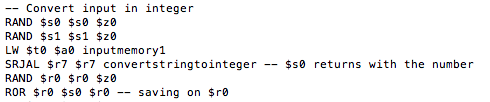 -- Convert input in integer
RAND $s0 $s0 $z0
RAND $s1 $s1 $z0
LW $t0 $a0 inputmemory1
SRJAL $r7 $r7 convertstringtointeger -- $s0 returns with the number
RAND $r0 $r0 $z0
ROR $r0 $s0 $r0 -- saving on $r0